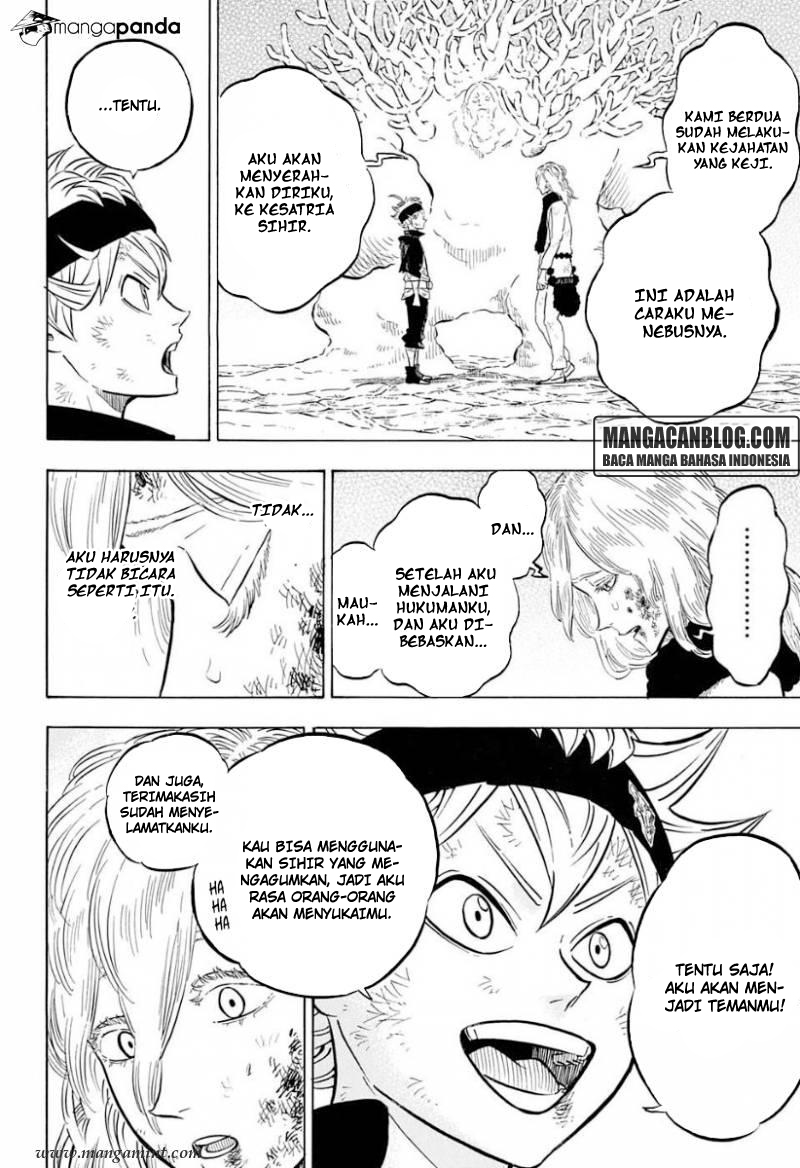 mangapanda
KAMI BERDUA
SUDAH MELAKU-
KAN KEJAHATAN
YANG KEJI.
INI ADALAH
CARAKU ME-
NEBUSNYA.
AKU AKAN
MENYERAH-
KAN DIRIKU,
KE KESATRIA
SIHIR.
...TENTU.
MANGACANBLOG.COM
BACA MANGA BAHASA INDONESIA
..........
DAN...
SETELAH AKU
MENJALANI
HUKUMANKU,
DAN AKU DI-
BEBASKAN...
MAU-
KAH...
TIDAK...
AKU HARUSNYA
TIDAK BICARA
SEPERTI ITU.
TENTU SAJA!
AKU AKAN MEN-
JADI TEMANMU!
KAU BISA MENGGUNA-
KAN SIHIR YANG ME-
NGAGUMKAN, JADI AKU
RASA ORANG-ORANG
AKAN MENYUKAIMU.
HA
HA
HA
DAN JUGA,
TERIMAKASIH
SUDAH MENYE-
LAMATKANKU.
www.mangamint.com